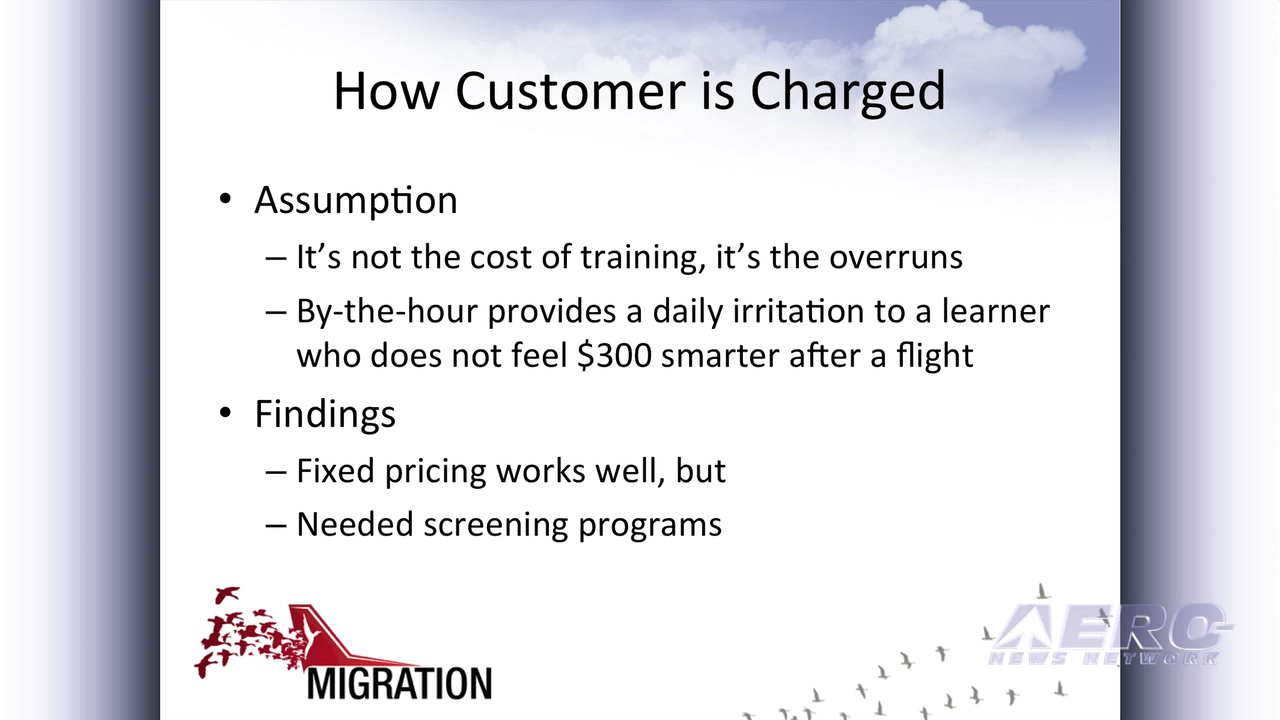 How Customer is Charged
• Assumption
– It’s not the cost of training, it’s the overruns
– By-the-hour provides a daily irritation to a learner
who does not feel $300 smarter after a flight
• Findings
– Fixed pricing works well, but
– Needed screening programs
MIGRATION
AERO
NEWS NETWORK